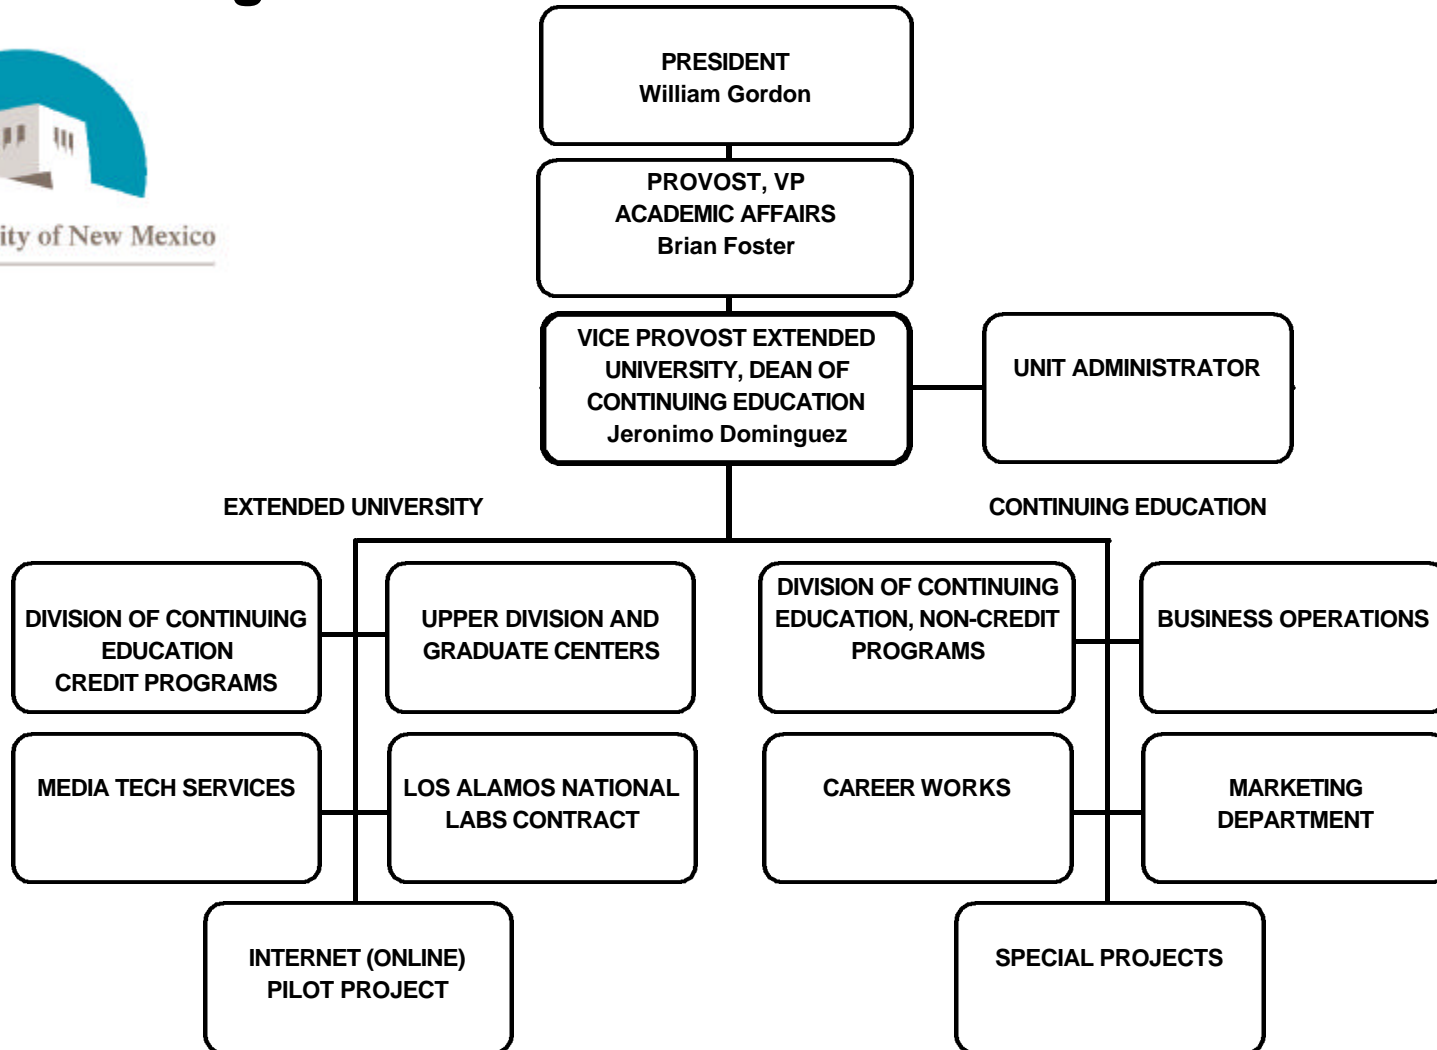 PRESIDENT
William Gordon
of New Mexico
PROVOST, VP
ACADEMIC AFFAIRS
Brian Foster
VICE PROVOST EXTENDED
UNIVERSITY, DEAN OF
CONTINUING EDUCATION
Jeronimo Dominguez
UNIT ADMINISTRATOR
EXTENDED UNIVERSITY
CONTINUING EDUCATION
DIVISION OF CONTINUING
EDUCATION
CREDIT PROGRAMS
UPPER DIVISION AND
GRADUATE CENTERS
DIVISION OF CONTINUING
EDUCATION, NON-CREDIT
PROGRAMS
BUSINESS OPERATIONS
MEDIA TECH SERVICES
LOS ALAMOS NATIONAL
LABS CONTRACT
CAREER WORKS
MARKETING
DEPARTMENT
INTERNET (ONLINE)
PILOT PROJECT
SPECIAL PROJECTS